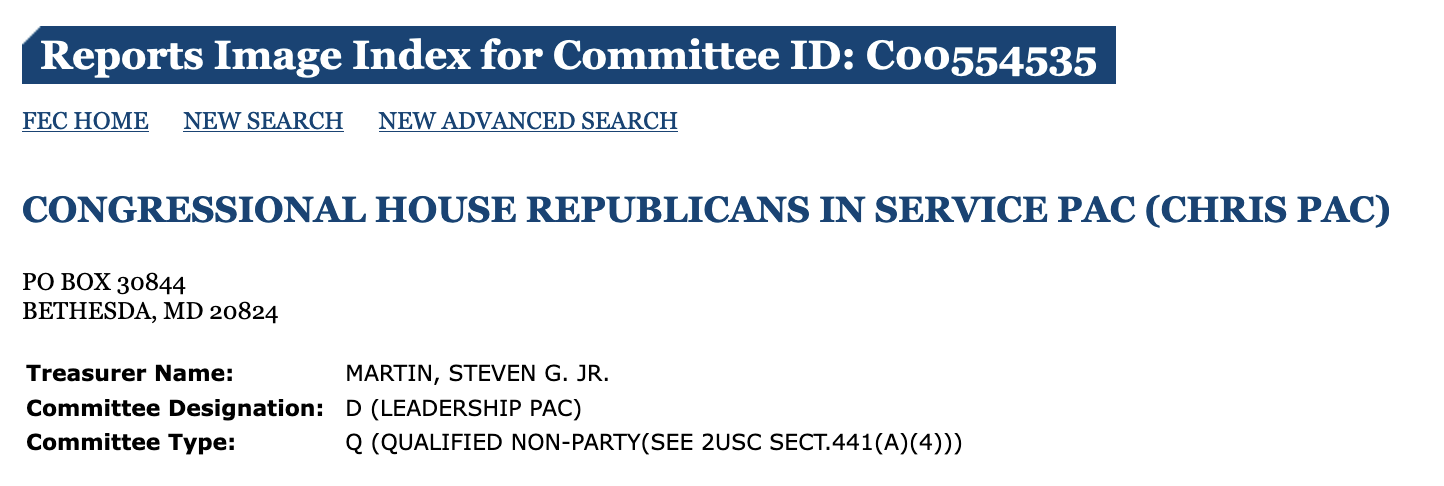 Reports Image Index for Committee ID: C00554535
FEC HOME NEW SEARCH NEW ADVANCED SEARCH
CONGRESSIONAL HOUSE REPUBLICANS IN SERVICE PAC (CHRIS PAC)
PO BOX 30844
BETHESDA, MD 20824
Treasurer Name: MARTIN, STEVEN G. JR.
Committee Designation: D (LEADERSHIP PAC)
Committee Type: Q (QUALIFIED NON-PARTY(SEE 2USC SECT.441(A)(4)))